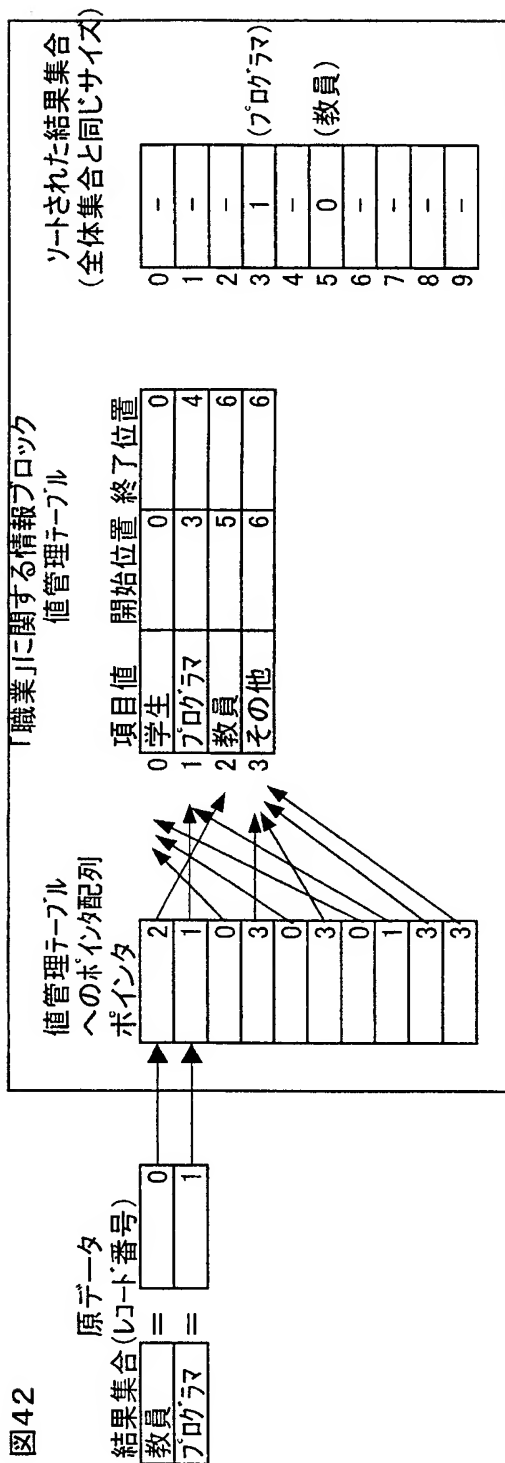 図42
原データ
結果集合(レコード番号)
教員 = 0
プログラマ = 1
「職業」に関する情報ブロック
値管理テーブル
へのポインタ配列
ポインタ
2
1
0
3
0
3
0
1
3
3
値管理テーブル
項目値 開始位置 終了位置
0 学生 0 0
1 プログラマ 3 4
2 教員 5 6
3 その他 6 6
ソートされた結果集合
(全体集合と同じサイズ)
0 -
1 -
2 -
3 1 (プログラマ)
4 -
5 0 (教員)
6 -
7 -
8 -
9 -